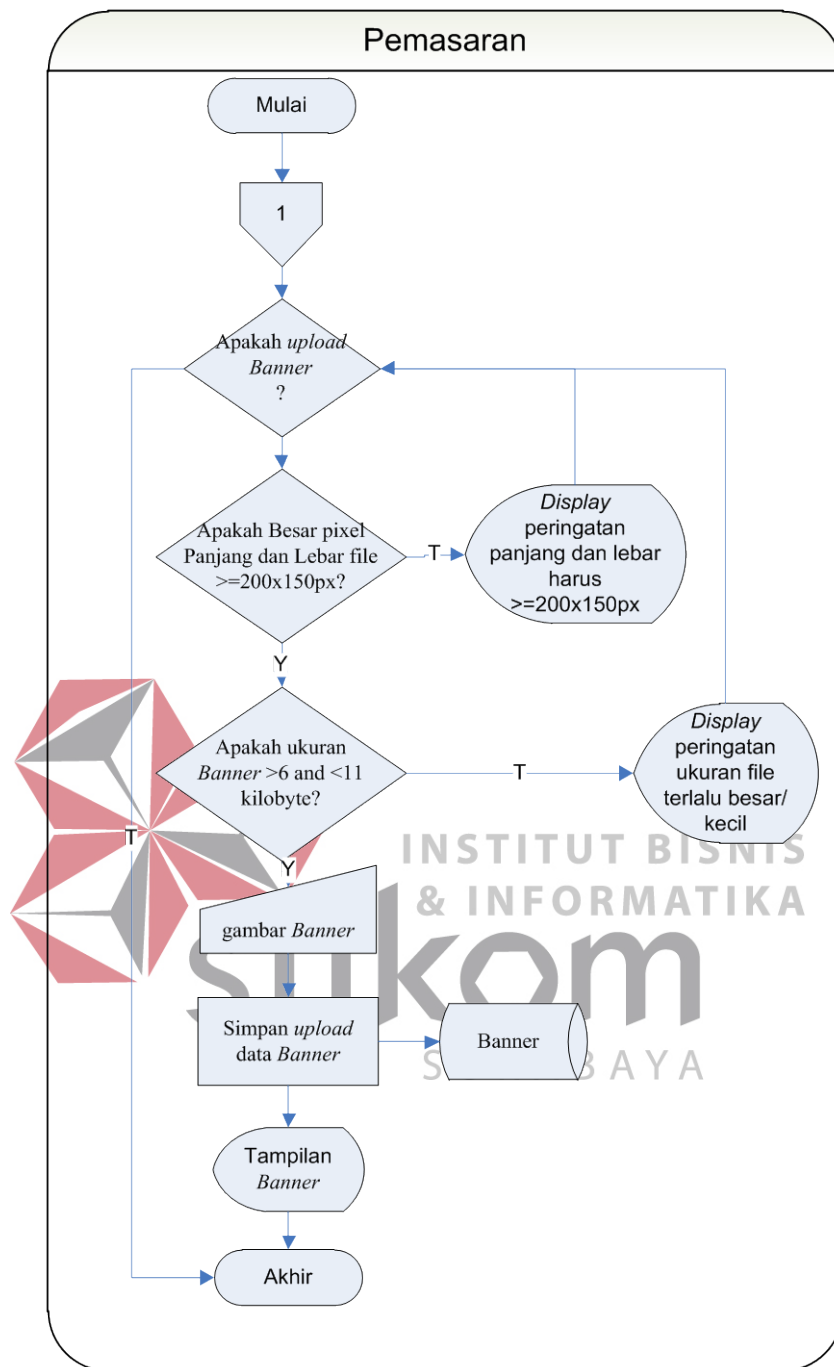 Pemasaran
Mulai
1
Apakah upload
Banner
?
Apakah Besar pixel
Panjang dan Lebar file
>=200x150px?
T
Display
peringatan
panjang dan lebar
harus
>=200x150px
Y
Apakah ukuran
Banner >6 and <11
kilobyte?
T
Display
peringatan
ukuran file
terlalu besar/
kecil
T
Y
INSTITUT BISNIS
& INFORMATIKA
gambar Banner
stikom
Simpan upload
data Banner
Banner
S BAYA
Tampilan
Banner
Akhir